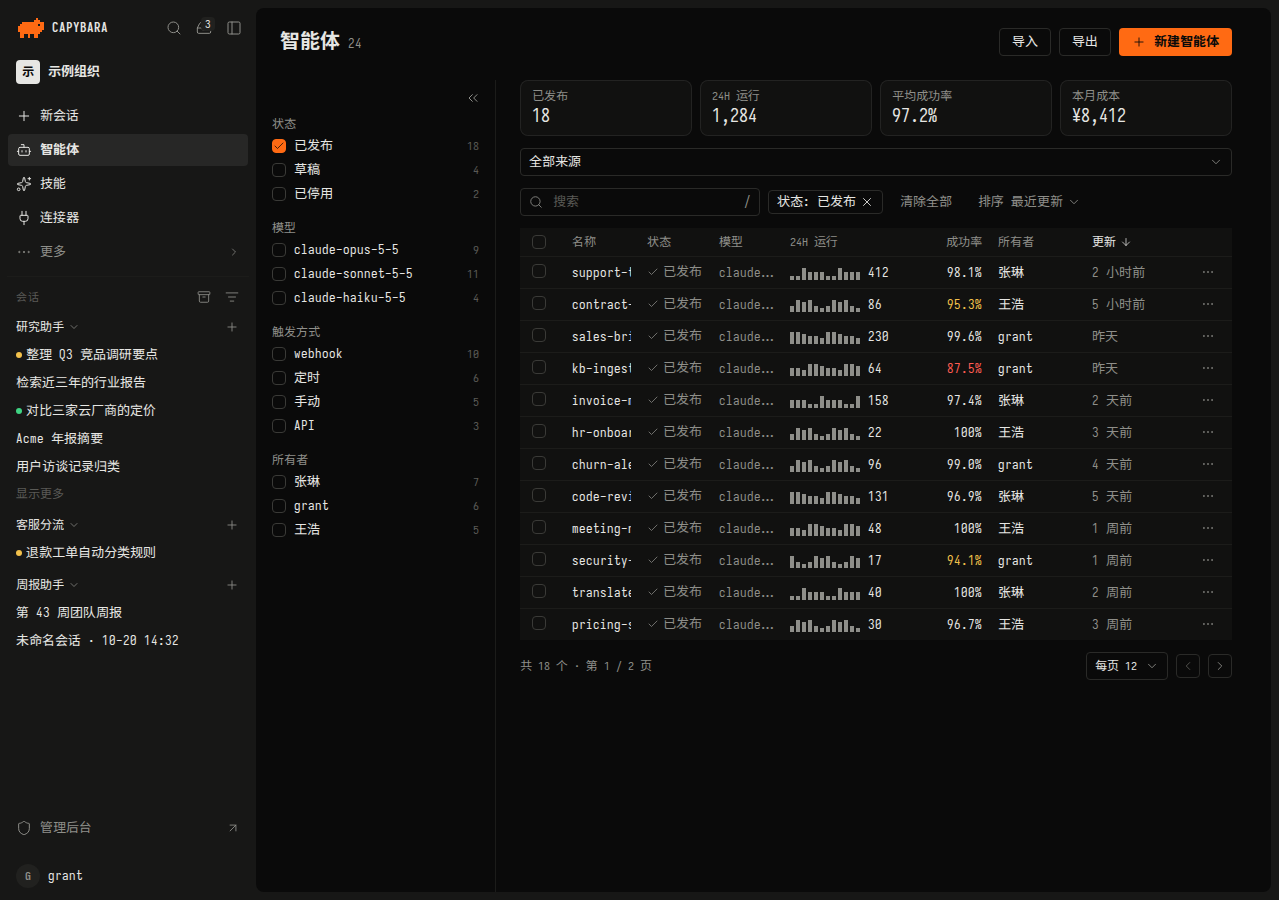 CAPYBARA
3
示 示例组织
新会话
智能体
技能
连接器
更多
会话
研究助手
整理 Q3 竞品调研要点
检索近三年的行业报告
对比三家云厂商的定价
Acme 年报摘要
用户访谈记录归类
显示更多
客服分流
退款工单自动分类规则
周报助手
第 43 周团队周报
未命名会话 · 10-20 14:32
管理后台
G grant
智能体 24
导入 导出 新建智能体
状态
已发布 18
草稿 4
已停用 2
模型
claude-opus-5-5 9
claude-sonnet-5-5 11
claude-haiku-5-5 4
触发方式
webhook 10
定时 6
手动 5
API 3
所有者
张琳 7
grant 6
王浩 5
已发布 24H 运行 平均成功率 本月成本
18 1,284 97.2% ¥8,412
全部来源
搜索 / 状态: 已发布 清除全部 排序 最近更新
名称 状态 模型 24H 运行 成功率 所有者 更新
support-t 已发布 claude... 412 98.1% 张琳 2 小时前 ···
contract- 已发布 claude... 86 95.3% 王浩 5 小时前 ···
sales-bri 已发布 claude... 230 99.6% grant 昨天 ···
kb-ingest 已发布 claude... 64 87.5% grant 昨天 ···
invoice-r 已发布 claude... 158 97.4% 张琳 2 天前 ···
hr-onboar 已发布 claude... 22 100% 王浩 3 天前 ···
churn-ale 已发布 claude... 96 99.0% grant 4 天前 ···
code-revi 已发布 claude... 131 96.9% 张琳 5 天前 ···
meeting-n 已发布 claude... 48 100% 王浩 1 周前 ···
security- 已发布 claude... 17 94.1% grant 1 周前 ···
translate 已发布 claude... 40 100% 张琳 2 周前 ···
pricing-s 已发布 claude... 30 96.7% 王浩 3 周前 ···
共 18 个 · 第 1 / 2 页 每页 12